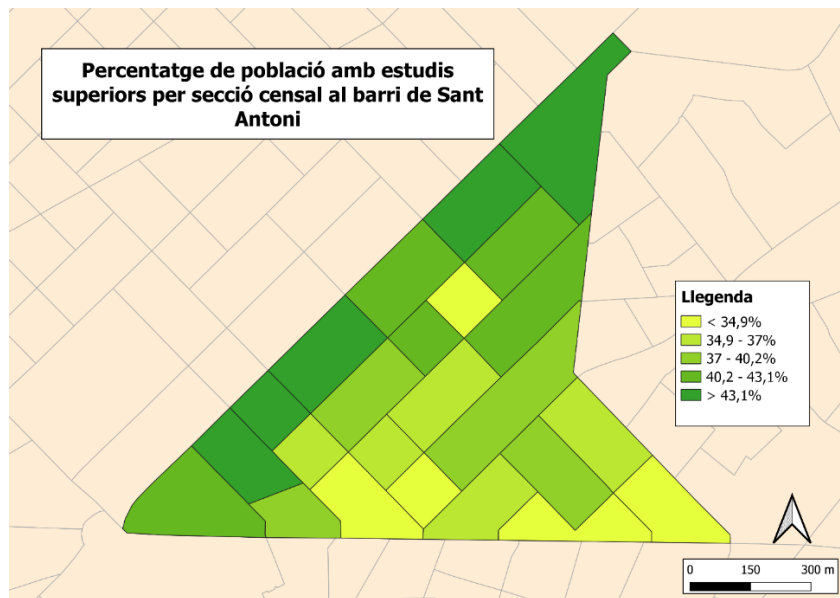 Percentatge de població amb estudis
superiors per secció censal al barri de Sant
Antoni
Llegenda
< 34,9%
34,9 - 37%
37 - 40,2%
40,2 - 43,1%
> 43,1%
0 150 300 m